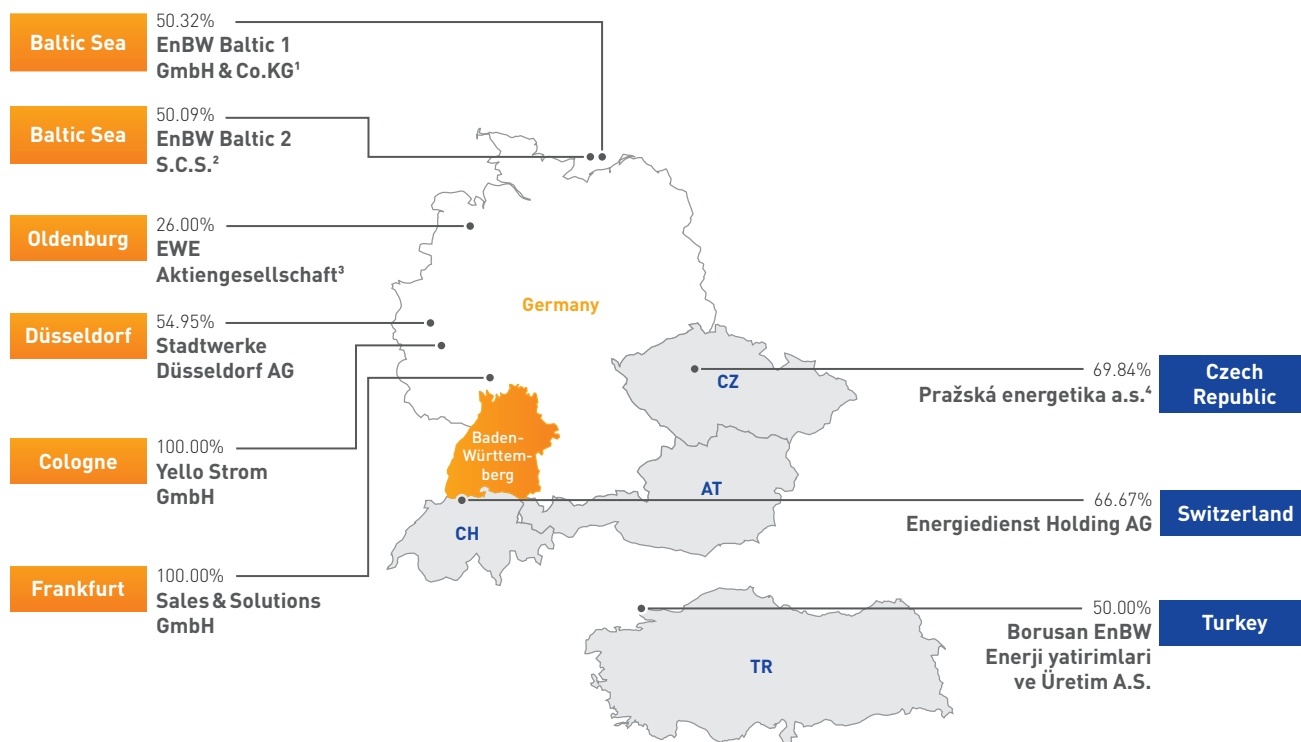 Baltic Sea
50.32%
EnBW Baltic 1
GmbH & Co.KG¹
Baltic Sea
50.09%
EnBW Baltic 2
S.C.S.²
Oldenburg
26.00%
EWE
Aktiengesellschaft³
Düsseldorf
54.95%
Stadtwerke
Düsseldorf AG
Cologne
100.00%
Yello Strom
GmbH
Frankfurt
100.00%
Sales & Solutions
GmbH
Germany
Baden-
Württem-
berg
CZ
AT
CH
TR
69.84%
Pražská energetika a.s.⁴
Czech
Republic
66.67%
Energiedienst Holding AG
Switzerland
50.00%
Borusan EnBW
Enerji yatirimlari
ve Üretim A.S.
Turkey